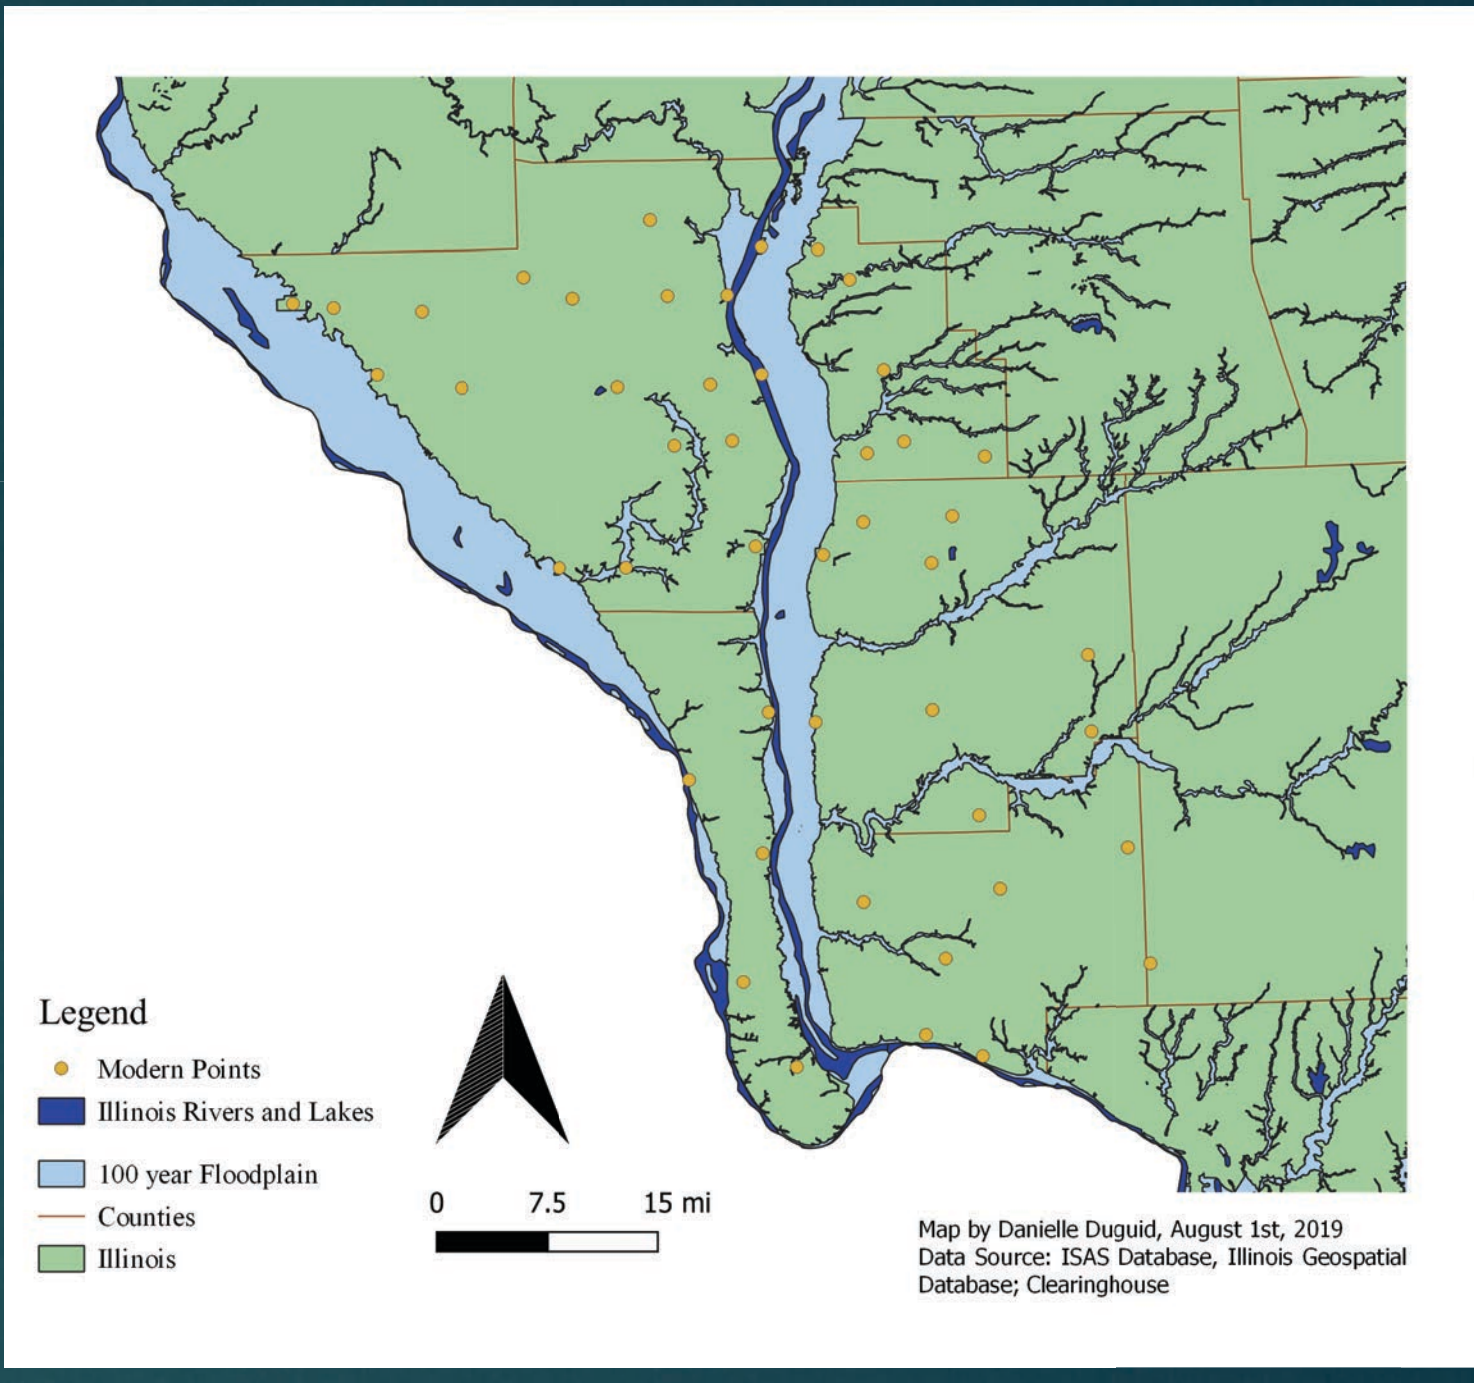 Legend
Modern Points
Illinois Rivers and Lakes
100 year Floodplain
Counties
Illinois
0 7.5 15 mi
Map by Danielle Duguid, August 1st, 2019
Data Source: ISAS Database, Illinois Geospatial
Database; Clearinghouse